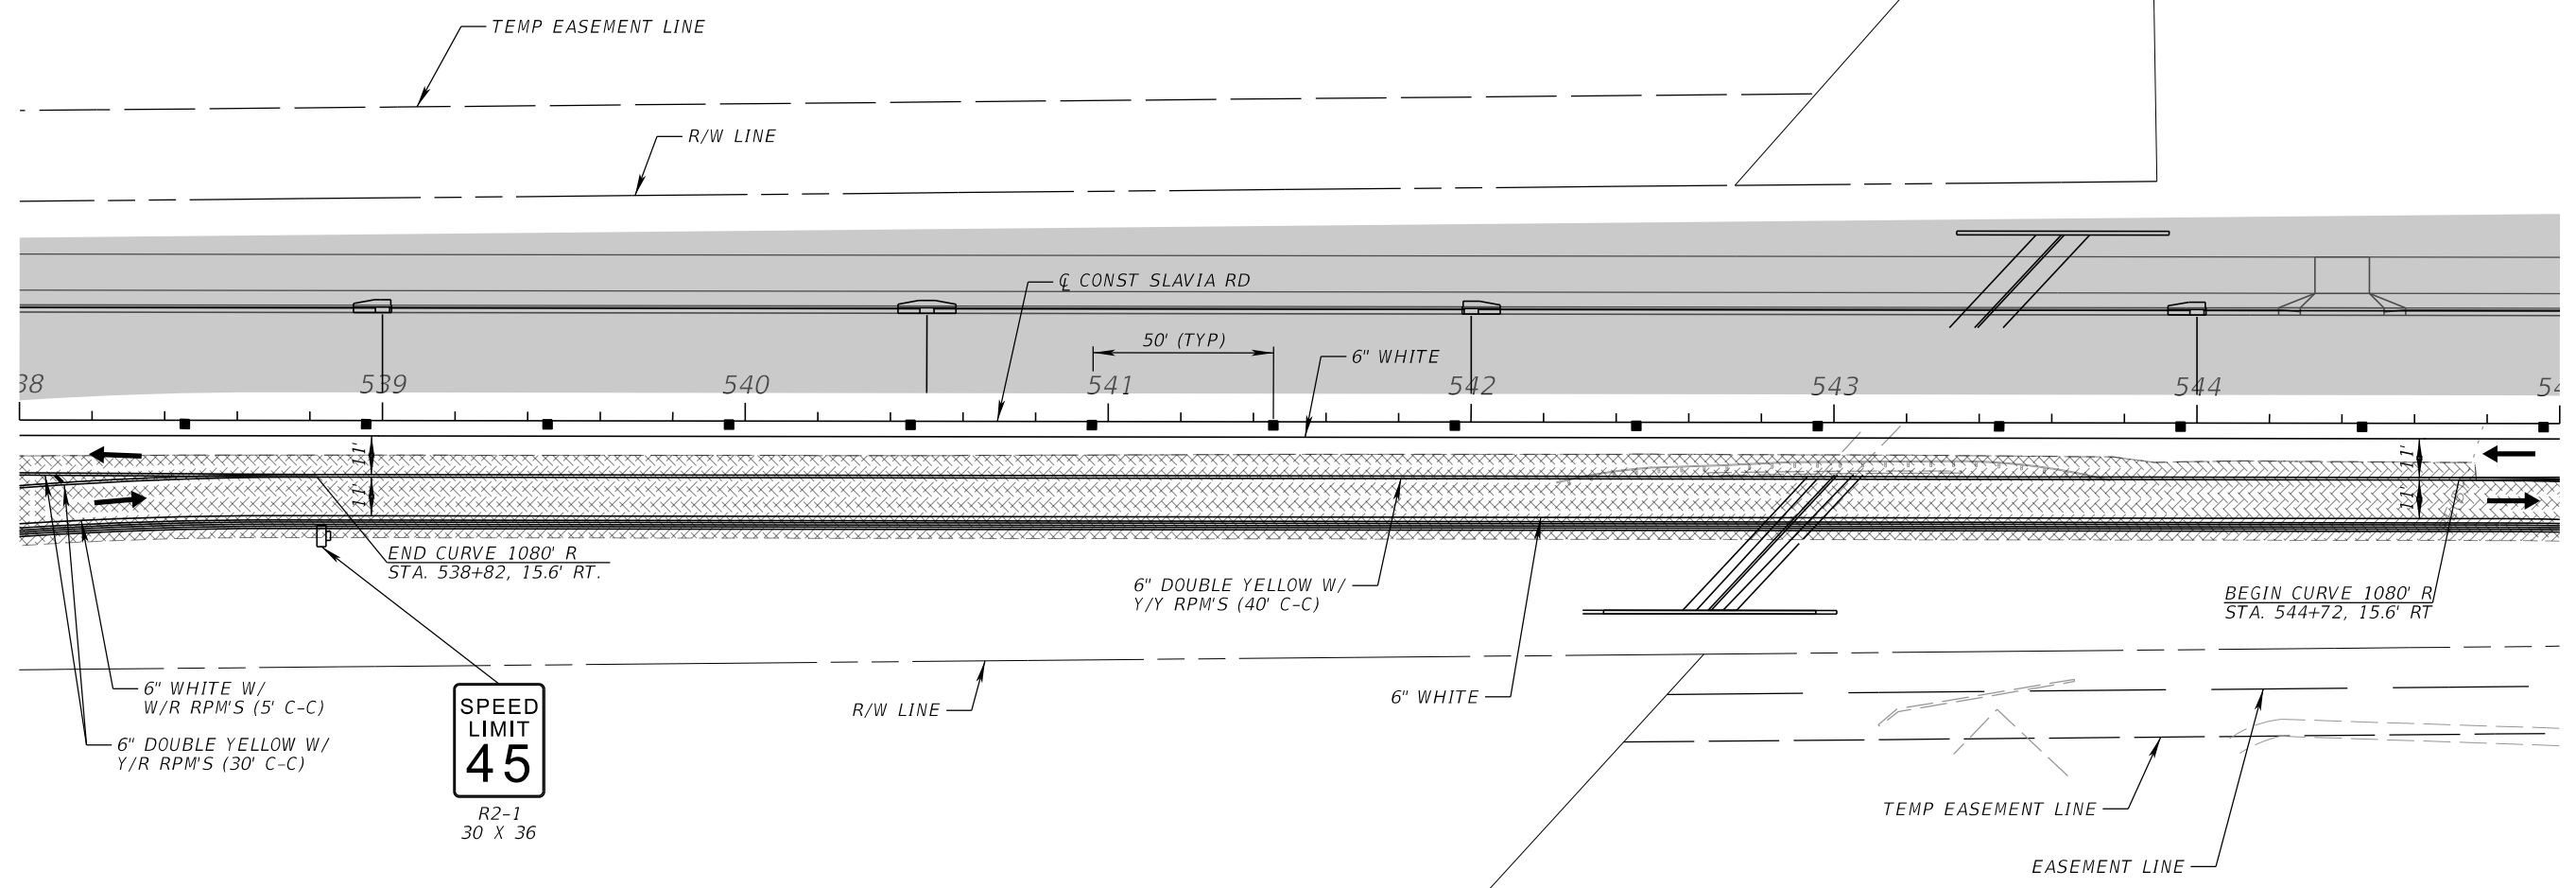 TEMP EASEMENT LINE
R/W LINE
℄ CONST SLAVIA RD
50' (TYP)
6" WHITE
38
539
540
541
542
543
544
54
11'
11'
11'
11'
END CURVE 1080' R
STA. 538+82, 15.6' RT.
6" DOUBLE YELLOW W/
Y/Y RPM'S (40' C-C)
BEGIN CURVE 1080' R
STA. 544+72, 15.6' RT
6" WHITE W/
W/R RPM'S (5' C-C)
6" DOUBLE YELLOW W/
Y/R RPM'S (30' C-C)
SPEED
LIMIT
45
R2-1
30 X 36
R/W LINE
6" WHITE
TEMP EASEMENT LINE
EASEMENT LINE